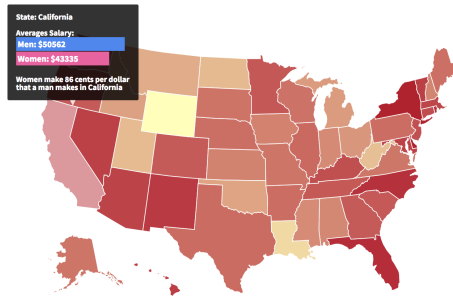 State: California
Averages Salary:
Men: $50562
Women: $43335
Women make 86 cents per dollar
that a man makes in California